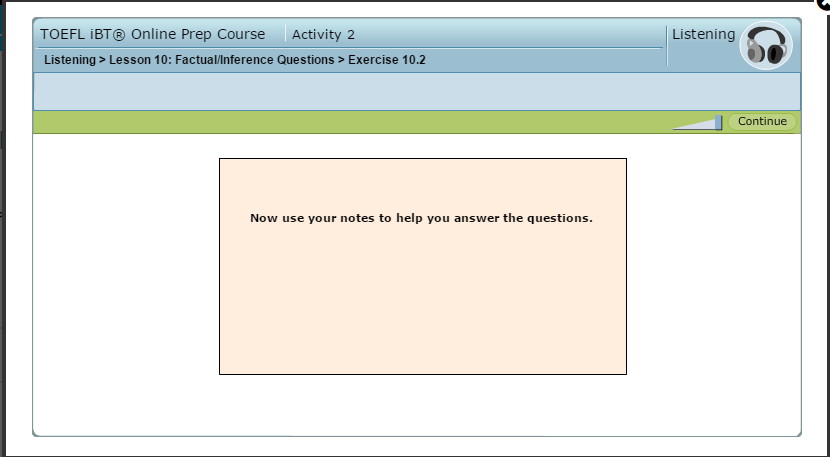 TOEFL iBT® Online Prep Course Activity 2 Listening
Listening > Lesson 10: Factual/Inference Questions > Exercise 10.2
Continue
Now use your notes to help you answer the questions.